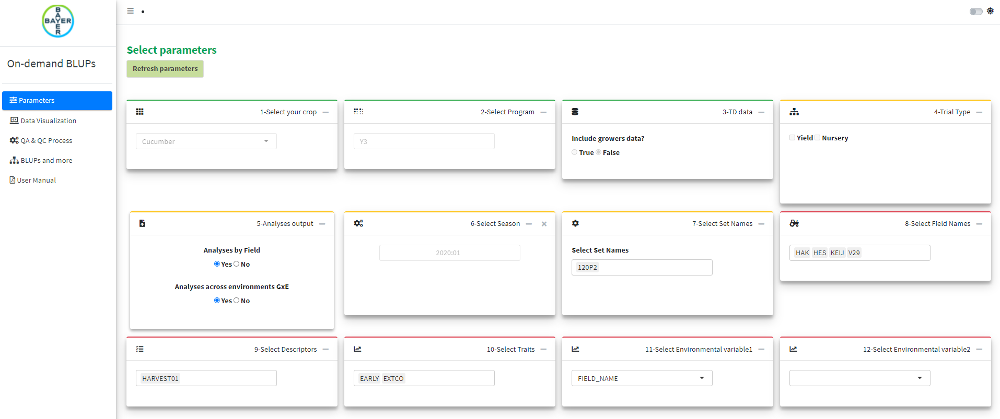 BAYER
BAYER
On-demand BLUPs
Parameters
Data Visualization
QA & QC Process
BLUPs and more
User Manual
Select parameters
Refresh parameters
1-Select your crop
Cucumber
2-Select Program
Y3
3-TD data
Include growers data?
True False
4-Trial Type
Yield Nursery
5-Analyses output
Analyses by Field
Yes No
Analyses across environments GxE
Yes No
6-Select Season
2020:01
7-Select Set Names
Select Set Names
120P2
8-Select Field Names
HAK HES KEIJ V29
9-Select Descriptors
HARVEST01
10-Select Traits
EARLY EXTCO
11-Select Environmental variable1
FIELD_NAME
12-Select Environmental variable2